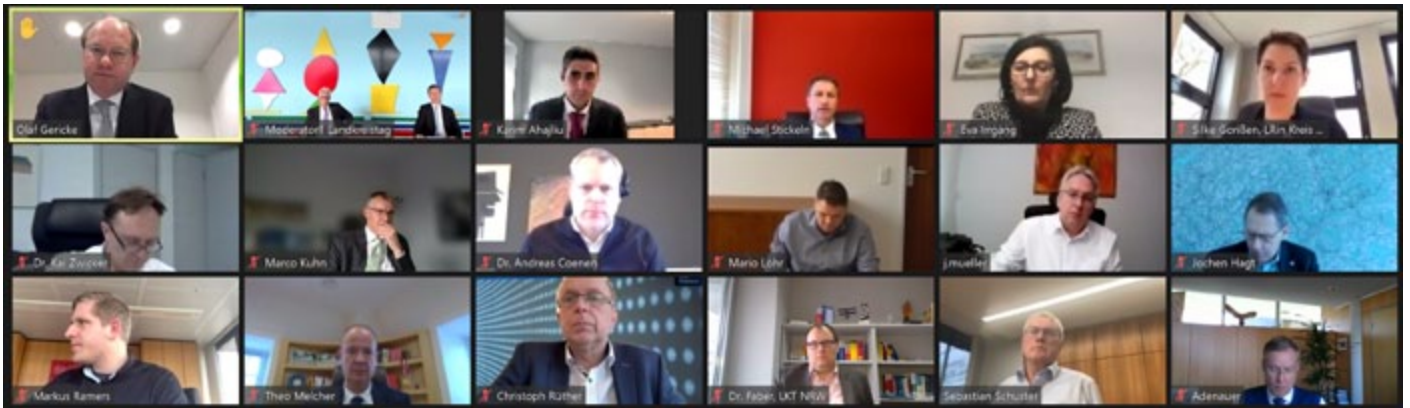 Olaf Gericke
Moderator1 Landkreistag
Karim Ahajliu
Michael Stickeln
Eva Irrgang
Silke Gorißen, LRin Kreis ...
Dr. Kai Zwicker
Marco Kuhn
Dr. Andreas Coenen
Mario Löhr
j.mueller
Jochen Hagt
Markus Ramers
Theo Melcher
Christoph Rüther
Dr. Faber, LKT NRW
Sebastian Schuster
Adenauer